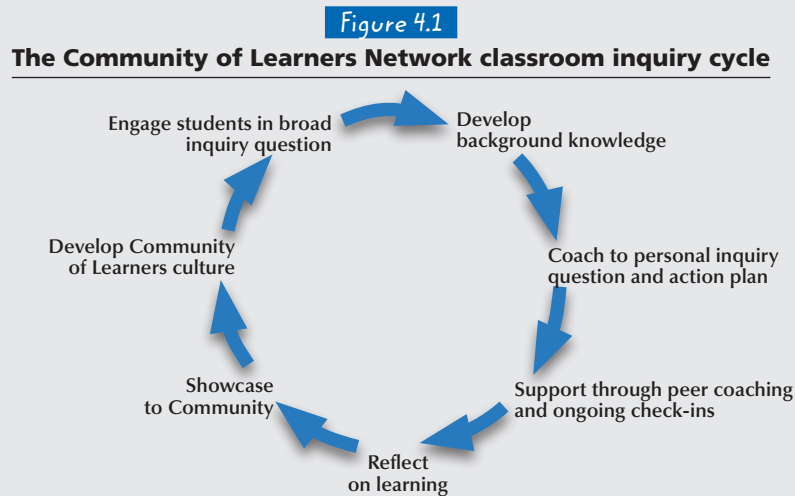 Figure 4.1
The Community of Learners Network classroom inquiry cycle
Engage students in broad
inquiry question
Develop
background knowledge
Coach to personal inquiry
question and action plan
Support through peer coaching
and ongoing check-ins
Reflect
on learning
Showcase
to Community
Develop Community
of Learners culture